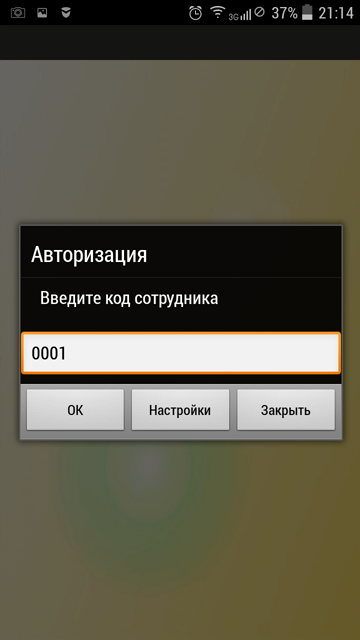 3G 37% 21:14
Авторизация
Введите код сотрудника
0001
ОК Настройки Закрыть